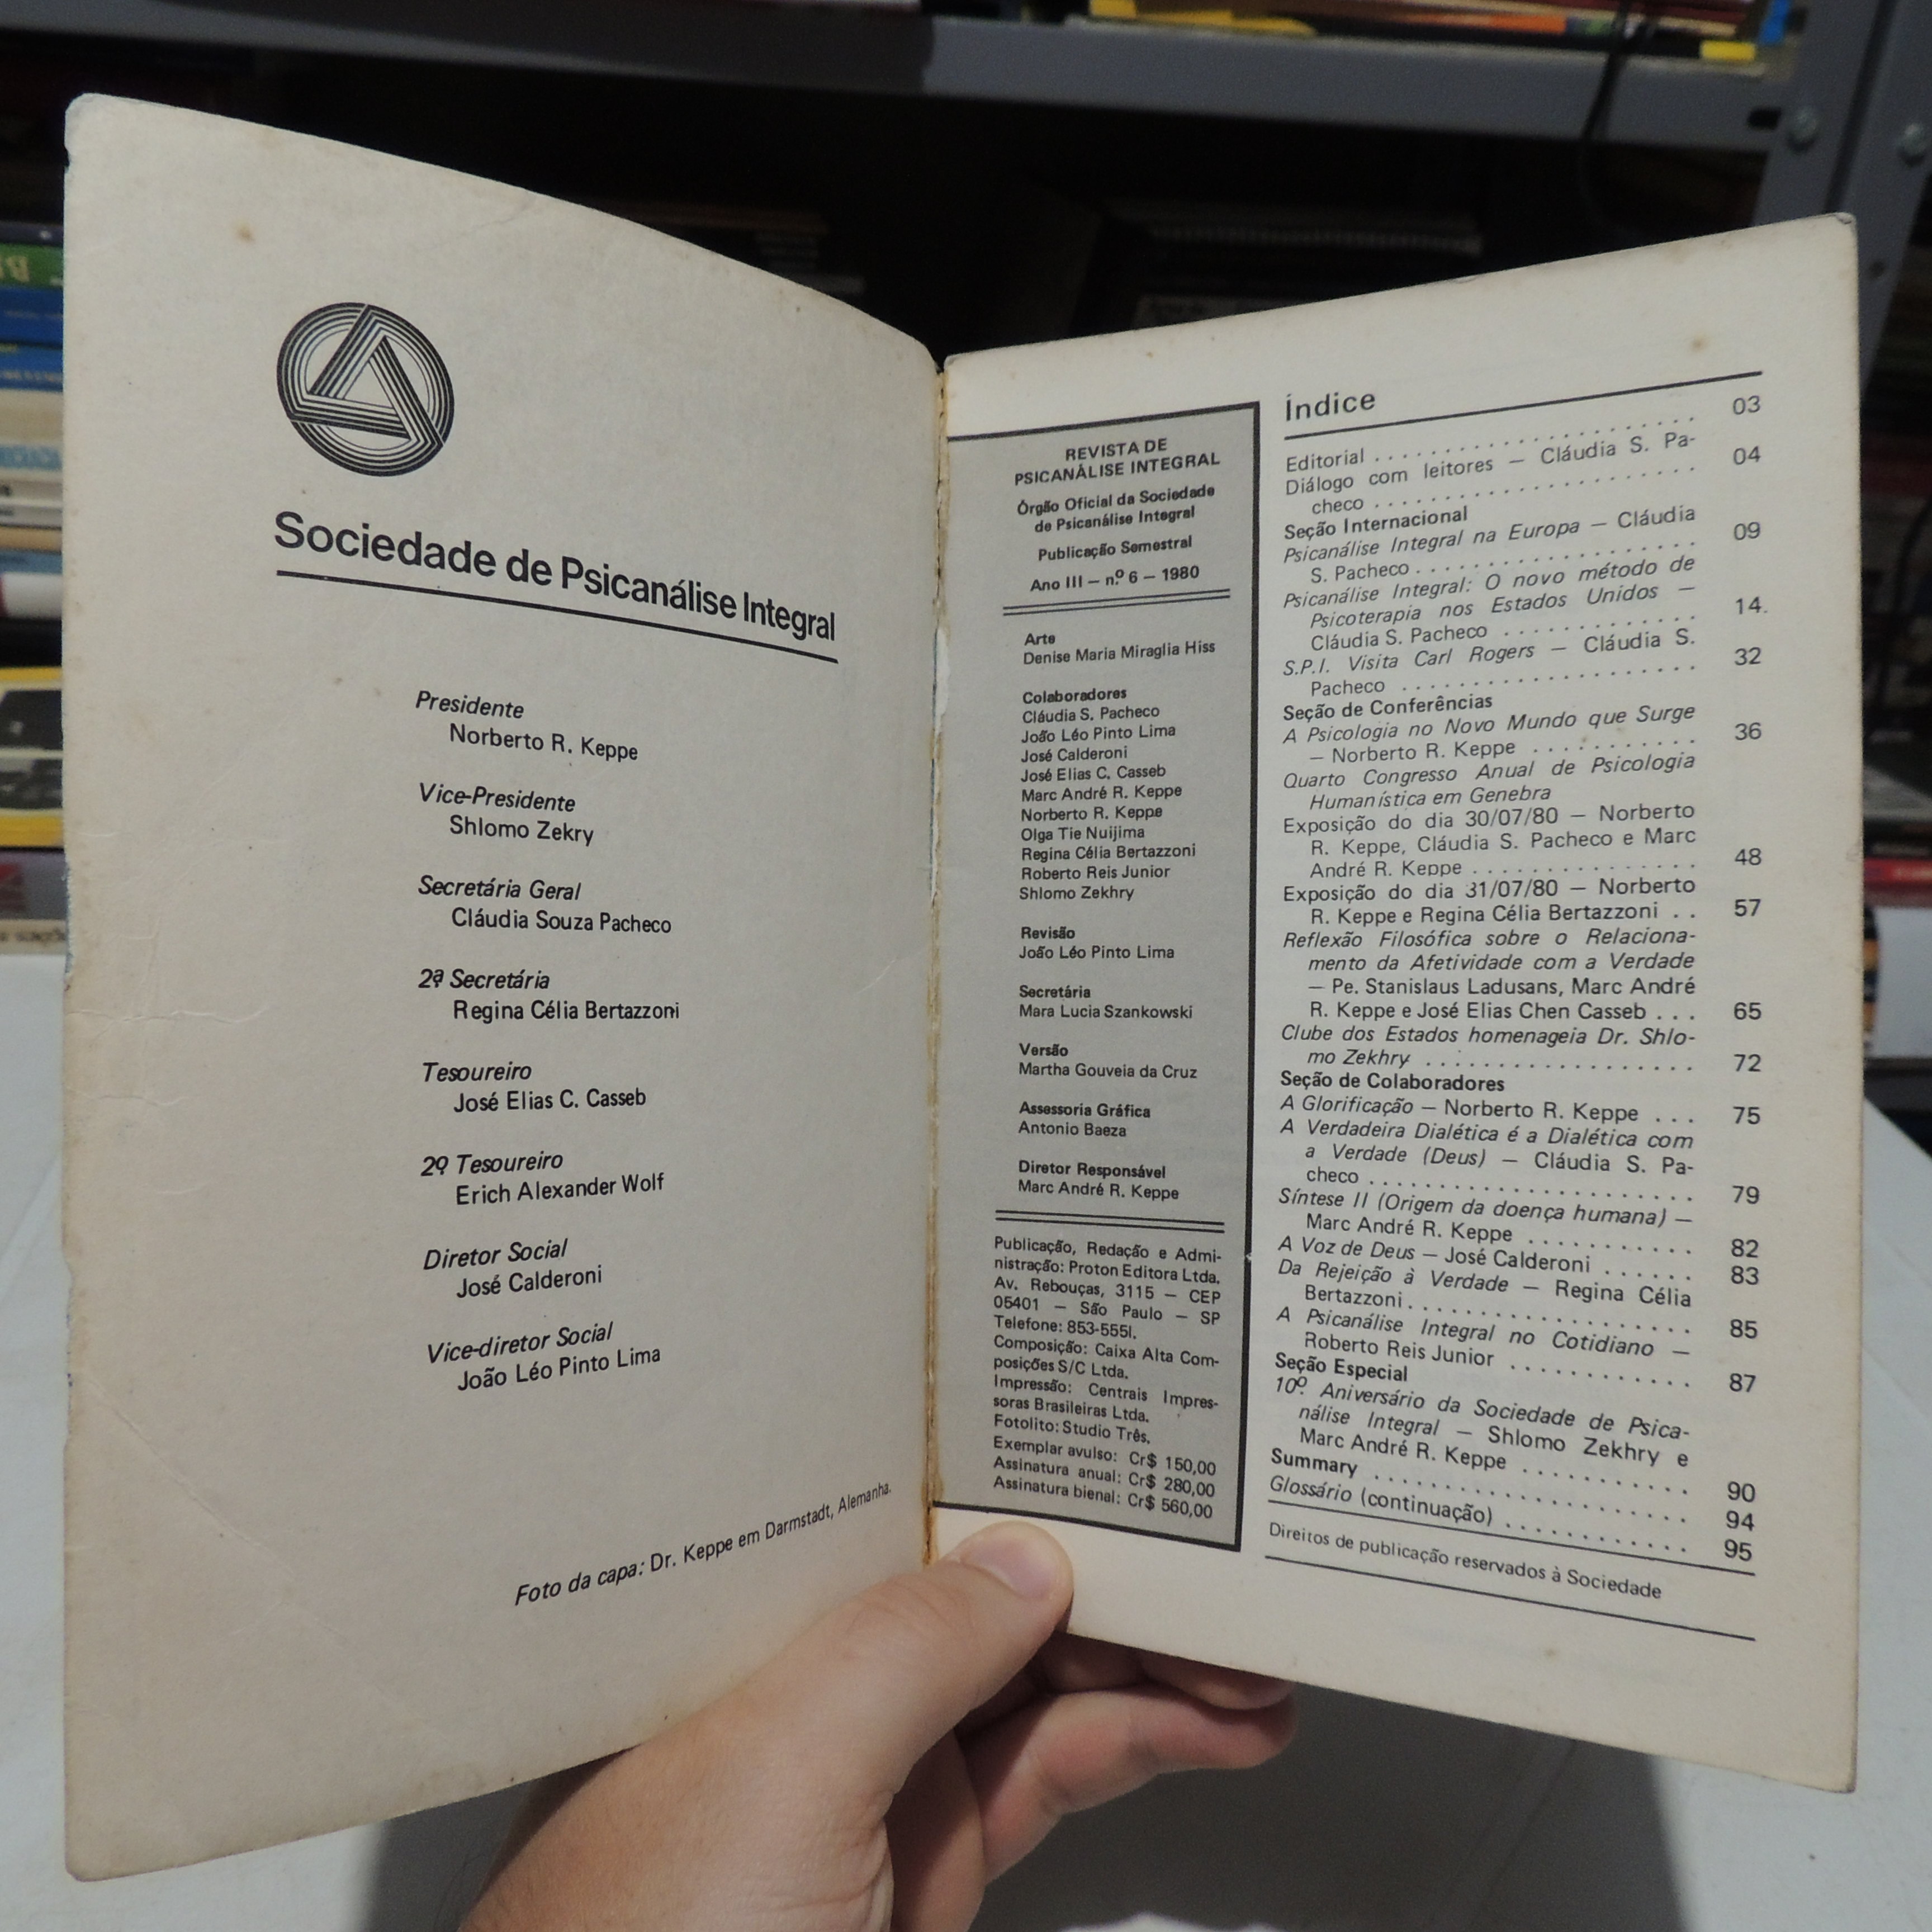 Sociedade de Psicanálise Integral
Presidente
Norberto R. Keppe
Vice-Presidente
Shlomo Zekry
Secretária Geral
Cláudia Souza Pacheco
2ª Secretária
Regina Célia Bertazzoni
Tesoureiro
José Elias C. Casseb
2º Tesoureiro
Erich Alexander Wolf
Diretor Social
José Calderoni
Vice-diretor Social
João Léo Pinto Lima
Foto da capa: Dr. Keppe em Darmstadt, Alemanha.
REVISTA DE
PSICANÁLISE INTEGRAL
Órgão Oficial da Sociedade
de Psicanálise Integral
Publicação Semestral
Ano III — n.º 6 — 1980
Arte
Denise Maria Miraglia Hiss
Colaboradores
Cláudia S. Pacheco
João Léo Pinto Lima
José Calderoni
José Elias C. Casseb
Marc André R. Keppe
Norberto R. Keppe
Olga Tie Nuijima
Regina Célia Bertazzoni
Roberto Reis Junior
Shlomo Zekhry
Revisão
João Léo Pinto Lima
Secretária
Mara Lucia Szankowski
Versão
Martha Gouveia da Cruz
Assessoria Gráfica
Antonio Baeza
Diretor Responsável
Marc André R. Keppe
Publicação, Redação e Admi-
nistração: Proton Editora Ltda.
Av. Rebouças, 3115 — CEP
05401 — São Paulo — SP
Telefone: 853-5551.
Composição: Caixa Alta Com-
posições S/C Ltda.
Impressão: Centrais Impres-
soras Brasileiras Ltda.
Fotolito: Studio Três.
Exemplar avulso: Cr$ 150,00
Assinatura anual: Cr$ 280,00
Assinatura bienal: Cr$ 560,00
Índice
Editorial . . . . . . . . . . . . . . . . . . . . 03
Diálogo com leitores — Cláudia S. Pa-
checo . . . . . . . . . . . . . . . . . . . . 04
Seção Internacional
Psicanálise Integral na Europa — Cláudia
S. Pacheco . . . . . . . . . . . . . . . . . 09
Psicanálise Integral: O novo método de
Psicoterapia nos Estados Unidos —
Cláudia S. Pacheco . . . . . . . . . . . . 14.
S.P.I. Visita Carl Rogers — Cláudia S.
Pacheco . . . . . . . . . . . . . . . . . . 32
Seção de Conferências
A Psicologia no Novo Mundo que Surge
— Norberto R. Keppe . . . . . . . . . . . 36
Quarto Congresso Anual de Psicologia
Humanística em Genebra
Exposição do dia 30/07/80 — Norberto
R. Keppe, Cláudia S. Pacheco e Marc
André R. Keppe . . . . . . . . . . . . . . 48
Exposição do dia 31/07/80 — Norberto
R. Keppe e Regina Célia Bertazzoni . . 57
Reflexão Filosófica sobre o Relaciona-
mento da Afetividade com a Verdade
— Pe. Stanislaus Ladusans, Marc André
R. Keppe e José Elias Chen Casseb . . . 65
Clube dos Estados homenageia Dr. Shlo-
mo Zekhry . . . . . . . . . . . . . . . . . 72
Seção de Colaboradores
A Glorificação — Norberto R. Keppe . . . 75
A Verdadeira Dialética é a Dialética com
a Verdade (Deus) — Cláudia S. Pa-
checo . . . . . . . . . . . . . . . . . . . . 79
Síntese II (Origem da doença humana) —
Marc André R. Keppe . . . . . . . . . . . 82
A Voz de Deus — José Calderoni . . . . . . 83
Da Rejeição à Verdade — Regina Célia
Bertazzoni . . . . . . . . . . . . . . . . . 85
A Psicanálise Integral no Cotidiano —
Roberto Reis Junior . . . . . . . . . . . . 87
Seção Especial
10º. Aniversário da Sociedade de Psica-
nálise Integral — Shlomo Zekhry e
Marc André R. Keppe . . . . . . . . . . . 90
Summary . . . . . . . . . . . . . . . . . . . 94
Glossário (continuação) . . . . . . . . . . . 95
Direitos de publicação reservados à Sociedade